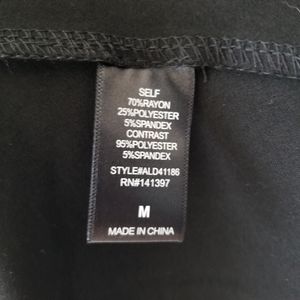 SELF
70%RAYON
25%POLYESTER
5%SPANDEX
CONTRAST
95%POLYESTER
5%SPANDEX
STYLE#ALD41186
RN#141397
M
MADE IN CHINA